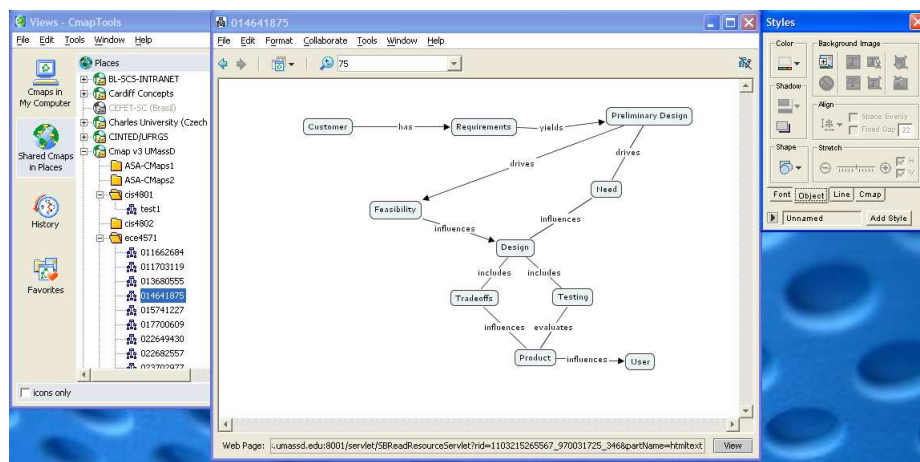 Views - CmapTools
File Edit Tools Window Help
Cmaps in
My Computer
Shared Cmaps
in Places
History
Favorites
Places
BL-SCS-INTRANET
Cardiff Concepts
CEFET-SC (Brasil)
Charles University (Czech
CINTED/UFRGS
Cmap v3 UMassD
ASA-CMaps1
ASA-CMaps2
cis4801
test1
cis4802
ece4571
011662684
011703119
013680555
014641875
015741227
017700609
022649430
022682557
023702977
icons only
014641875
File Edit Format Collaborate Tools Window Help
75
Customer has Requirements yields Preliminary Design
drives drives
Need
Feasibility
influences influences
Design
includes includes
Tradeoffs Testing
influences evaluates
Product influences User
Web Page: :.umassd.edu:8001/servlet/SBReadResourceServlet?rid=1103215265567_970031725_346&partName=htmltext View
Styles
Color Background Image
Shadow
Align
Space Evenly
Fixed Gap 22
Shape Stretch
H
V
Font Object Line Cmap
Unnamed Add Style